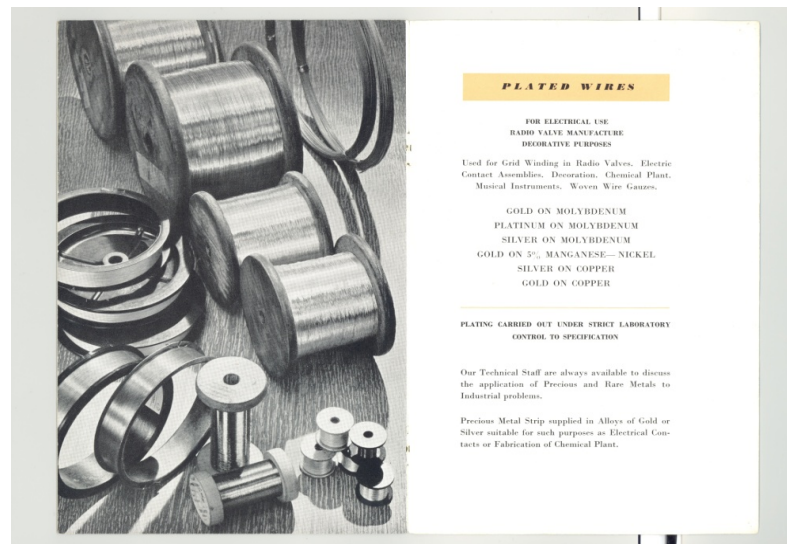 PLATED WIRES
FOR ELECTRICAL USE
RADIO VALVE MANUFACTURE
DECORATIVE PURPOSES
Used for Grid Winding in Radio Valves. Electric
Contact Assemblies. Decoration. Chemical Plant.
Musical Instruments. Woven Wire Gauzes.
GOLD ON MOLYBDENUM
PLATINUM ON MOLYBDENUM
SILVER ON MOLYBDENUM
GOLD ON 5% MANGANESE— NICKEL
SILVER ON COPPER
GOLD ON COPPER
PLATING CARRIED OUT UNDER STRICT LABORATORY
CONTROL TO SPECIFICATION
Our Technical Staff are always available to discuss
the application of Precious and Rare Metals to
Industrial problems.
Precious Metal Strip supplied in Alloys of Gold or
Silver suitable for such purposes as Electrical Con-
tacts or Fabrication of Chemical Plant.